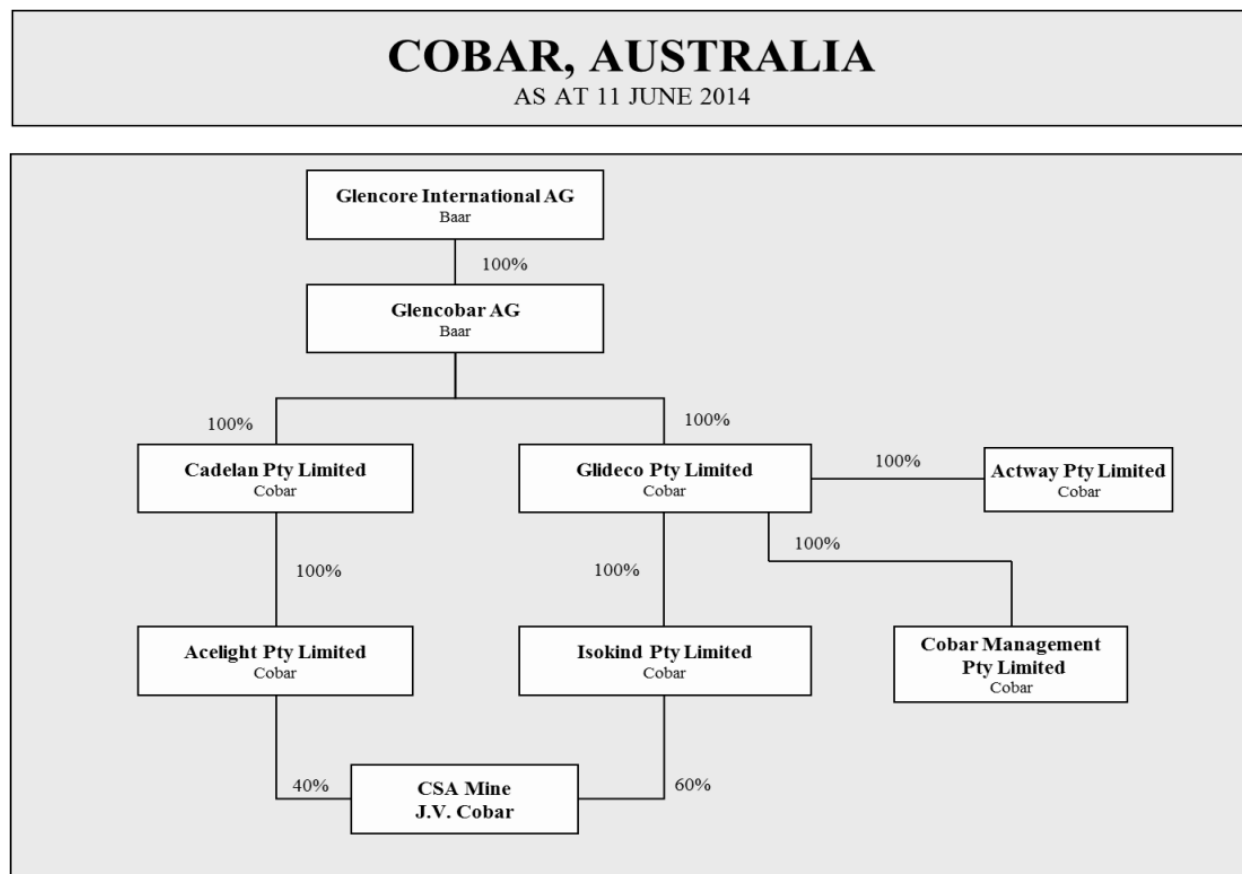 COBAR, AUSTRALIA
AS AT 11 JUNE 2014
Glencore International AG
Baar
100%
Glencobar AG
Baar
100%
100%
Cadelan Pty Limited
Cobar
Glideco Pty Limited
Cobar
100%
Actway Pty Limited
Cobar
100%
100%
100%
Acelight Pty Limited
Cobar
Isokind Pty Limited
Cobar
Cobar Management
Pty Limited
Cobar
40%
CSA Mine
J.V. Cobar
60%